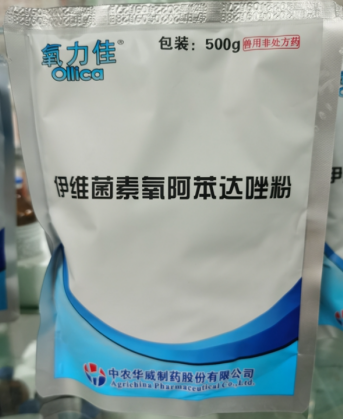 氧力佳®
Ollica
包装：500g
兽用非处方药
伊维菌素氧阿苯达唑粉
中农华威制药股份有限公司
Agrichina Pharmaceutical Co.,Ltd.